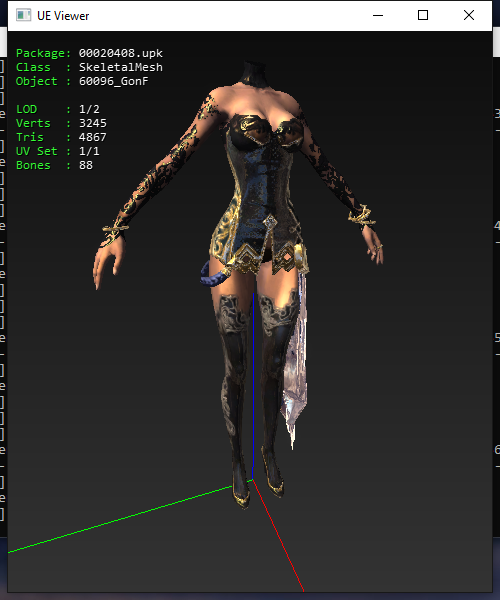 UE Viewer
Package: 00020408.upk
Class  : SkeletalMesh
Object : 60096_GonF
LOD    : 1/2
Verts  : 3245
Tris   : 4867
UV Set : 1/1
Bones  : 88